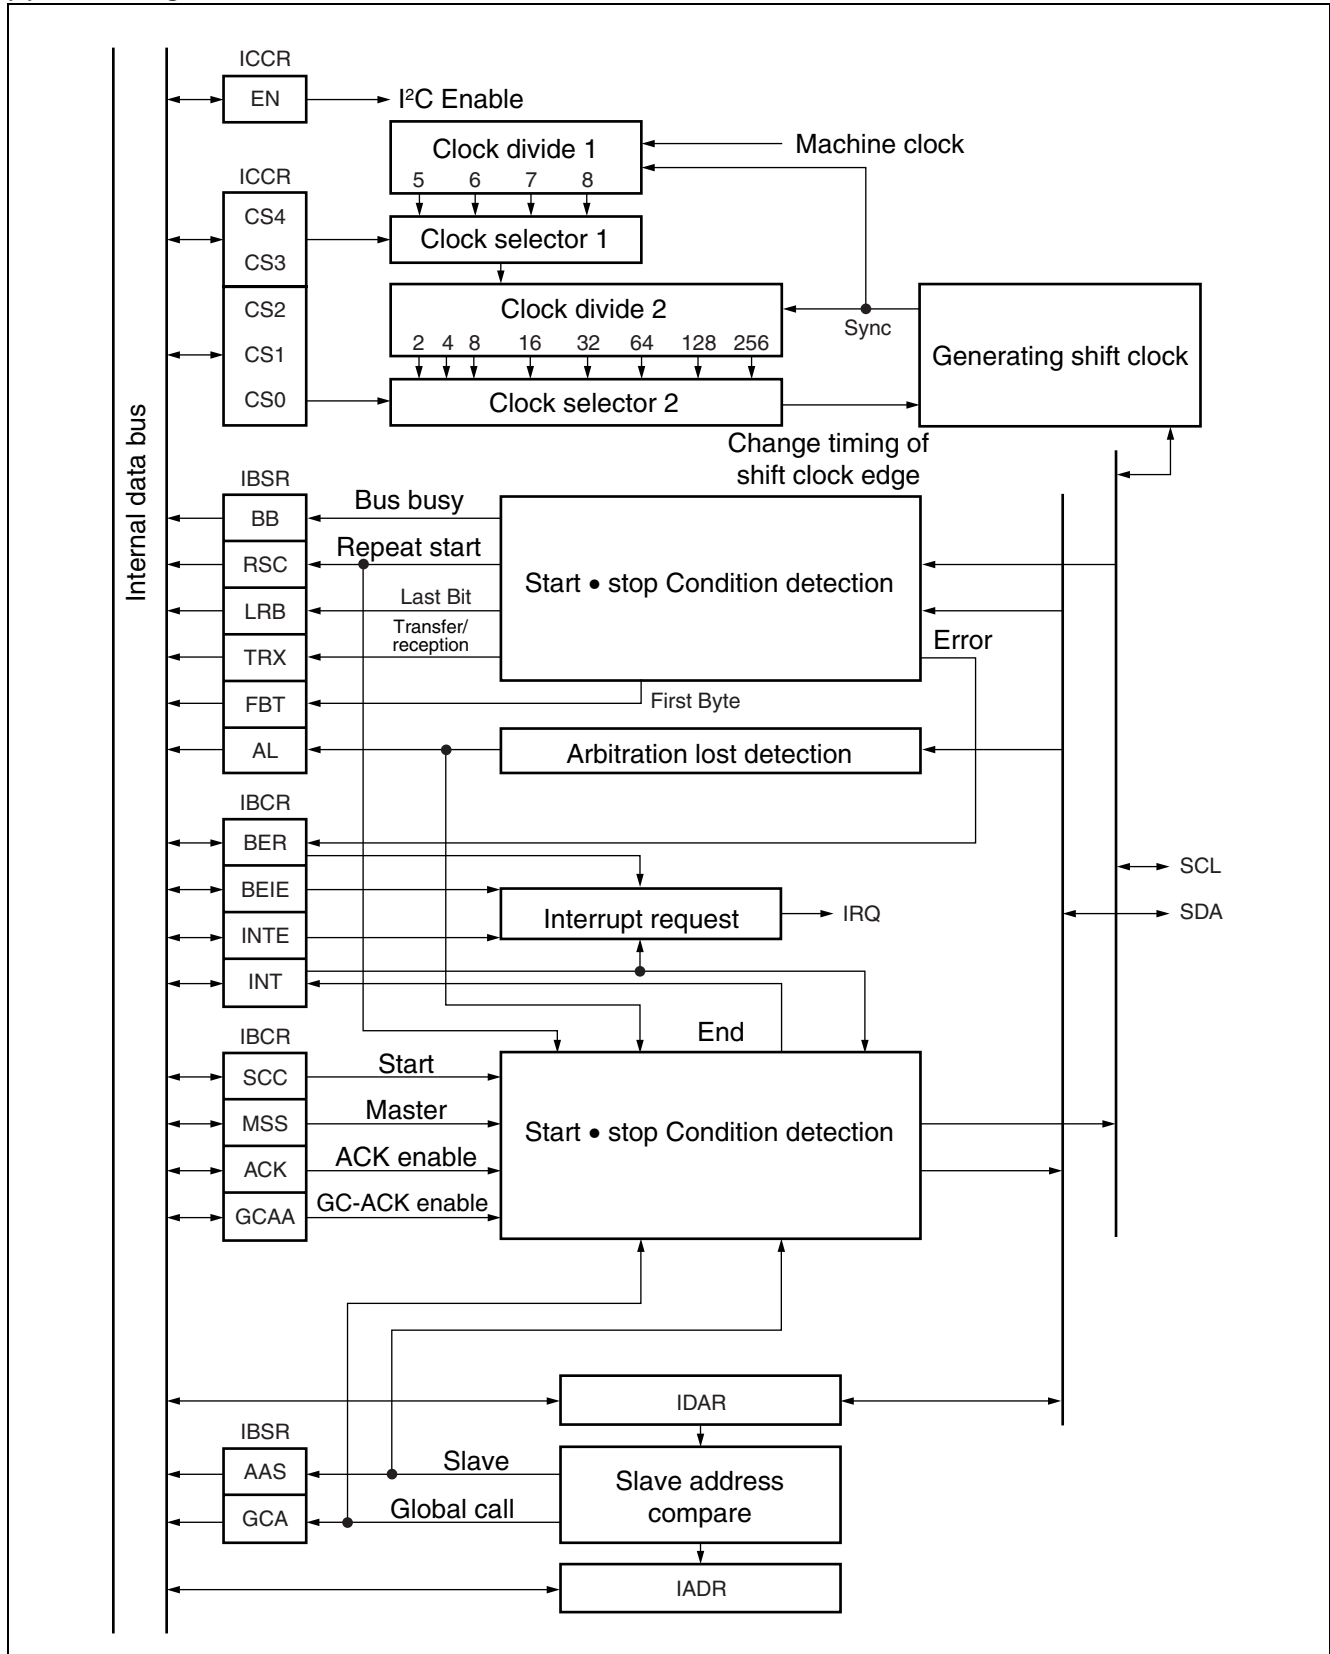 ICCR
EN
I²C Enable
Clock divide 1
5 6 7 8
Machine clock
ICCR
CS4
CS3
CS2
CS1
CS0
Clock selector 1
Clock divide 2
2 4 8 16 32 64 128 256
Sync
Generating shift clock
Clock selector 2
Change timing of
shift clock edge
Internal data bus
IBSR
BB
RSC
LRB
TRX
FBT
AL
Bus busy
Repeat start
Last Bit
Transfer/
reception
First Byte
Start • stop Condition detection
Error
Arbitration lost detection
IBCR
BER
BEIE
INTE
INT
Interrupt request
IRQ
SCL
SDA
End
IBCR
SCC
MSS
ACK
GCAA
Start
Master
ACK enable
GC-ACK enable
Start • stop Condition detection
IDAR
IBSR
AAS
GCA
Slave
Global call
Slave address
compare
IADR